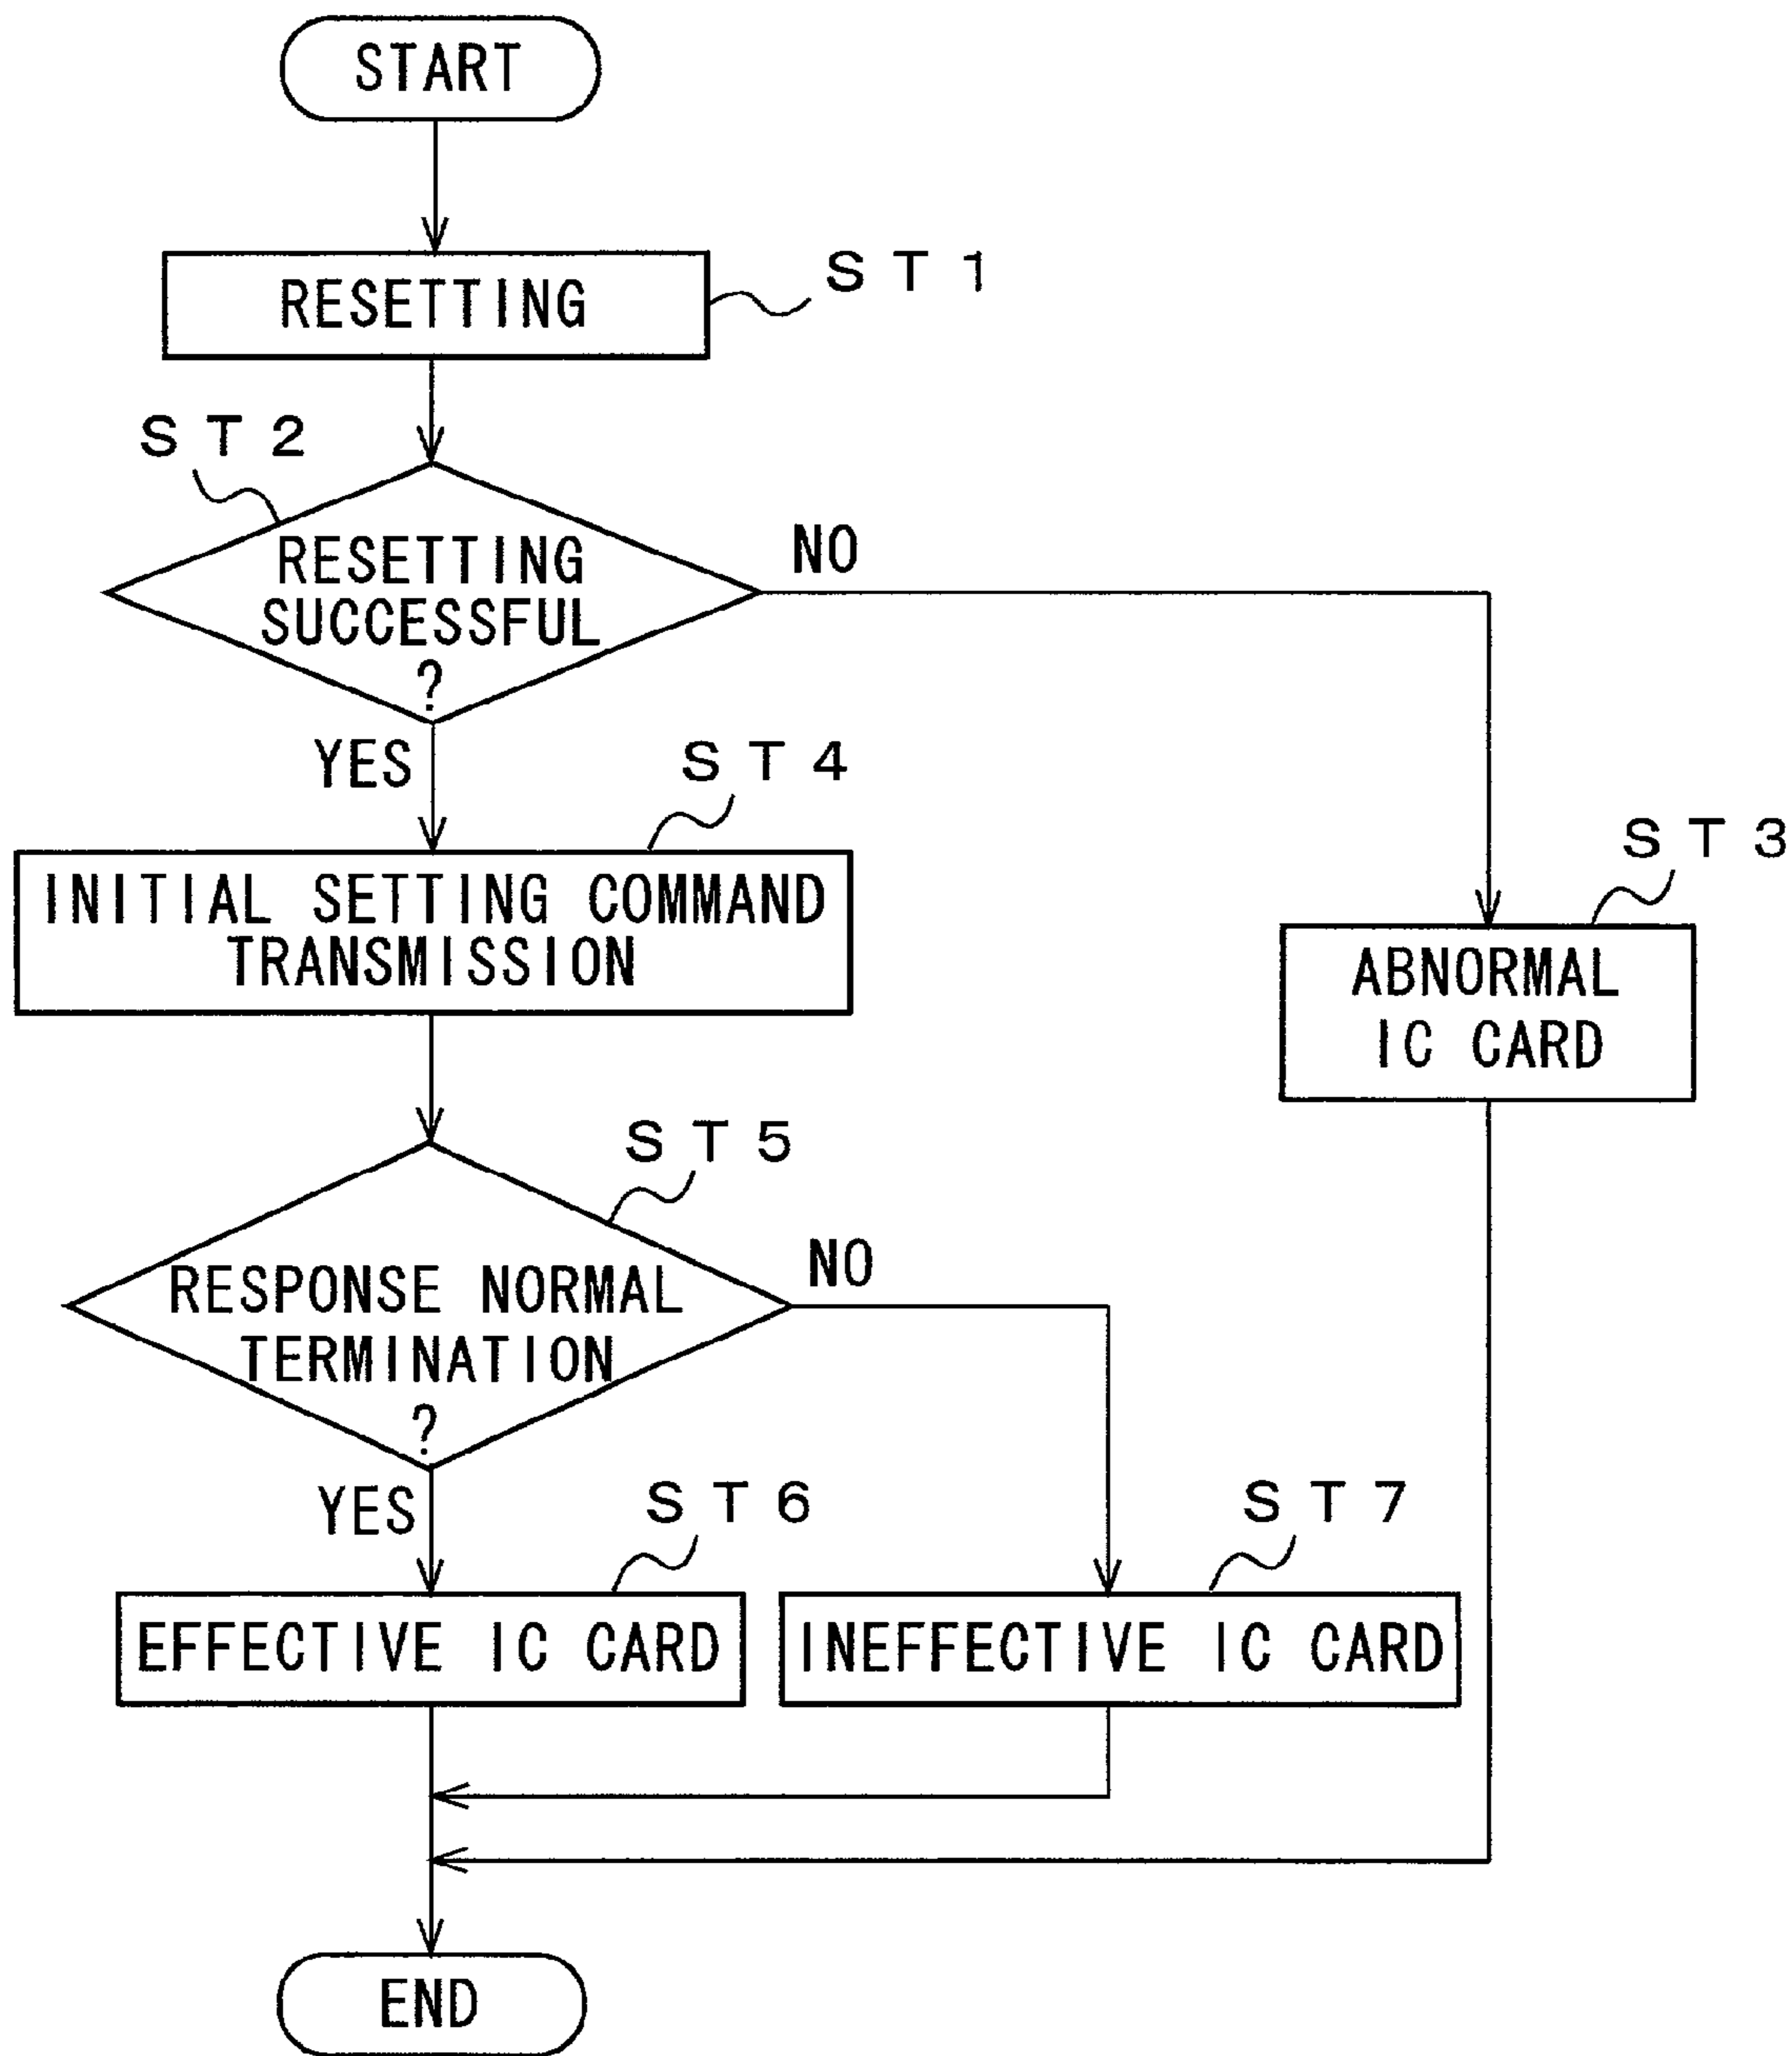 START
RESETTING
ST1
ST2
RESETTING
SUCCESSFUL
?
NO
YES
ST4
INITIAL SETTING COMMAND
TRANSMISSION
ST3
ABNORMAL
IC CARD
ST5
RESPONSE NORMAL
TERMINATION
?
NO
YES
ST6
EFFECTIVE IC CARD
ST7
INEFFECTIVE IC CARD
END